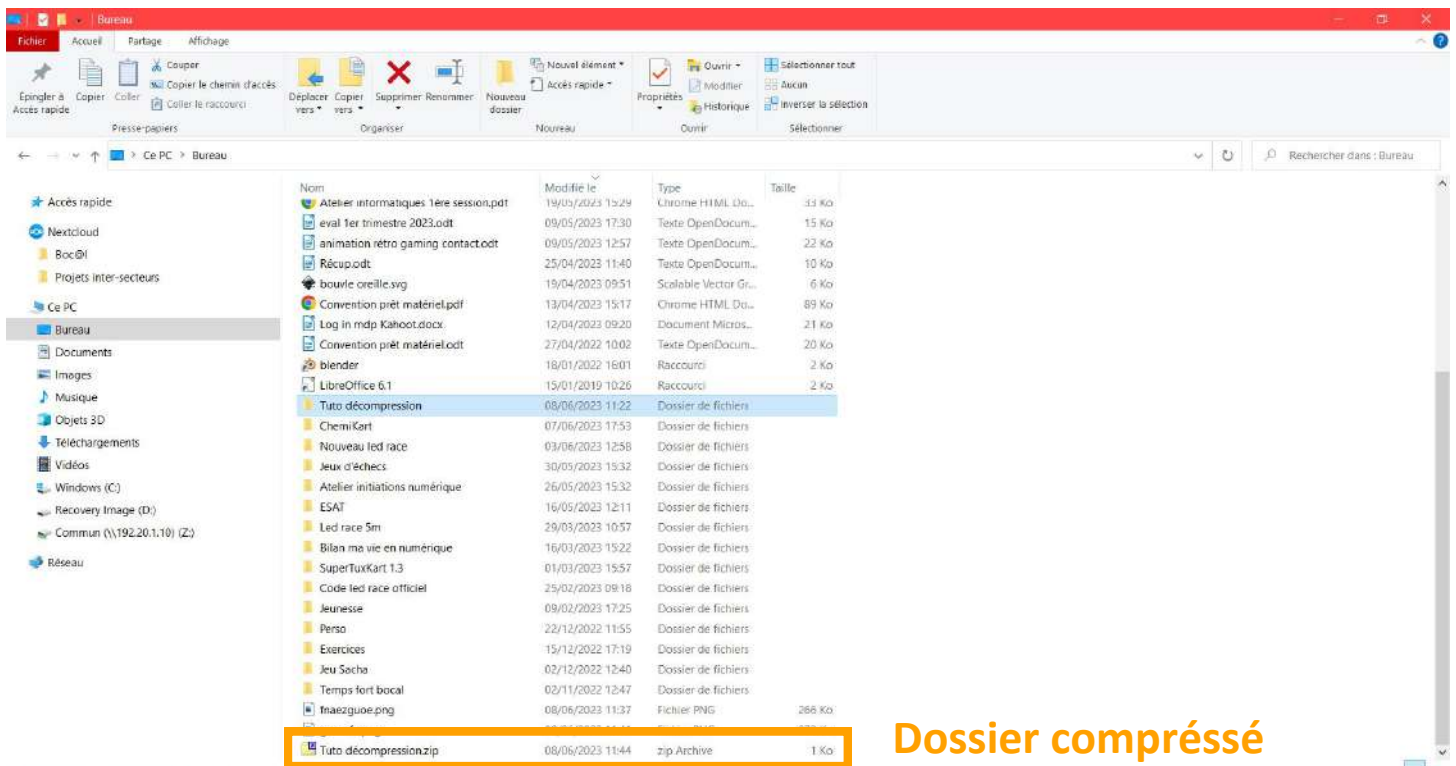 Bureau
Fichier Accueil Partage Affichage
Épingler à Accès rapide
Copier
Coller
Couper
Copier le chemin d'accès
Coller le raccourci
Déplacer vers
Copier vers
Supprimer
Renommer
Nouveau dossier
Nouvel élément
Accès rapide
Propriétés
Ouvrir
Modifier
Historique
Sélectionner tout
Aucun
Inverser la sélection
Presse-papiers Organiser Nouveau Ouvrir Sélectionner
Ce PC > Bureau
Rechercher dans : Bureau
Accès rapide
Nextcloud
Boc@l
Projets inter-secteurs
Ce PC
Bureau
Documents
Images
Musique
Objets 3D
Téléchargements
Vidéos
Windows (C:)
Recovery Image (D:)
Commun (\\192.20.1.10) (Z:)
Réseau
Nom Modifié le Type Taille
Atelier informatiques 1ère session.pdf 19/05/2023 15:29 Chrome HTML Do... 33 Ko
eval 1er trimestre 2023.odt 09/05/2023 17:30 Texte OpenDocum... 15 Ko
animation rétro gaming contact.odt 09/05/2023 12:57 Texte OpenDocum... 22 Ko
Récup.odt 25/04/2023 11:40 Texte OpenDocum... 10 Ko
bouvie oreille.svg 19/04/2023 09:51 Scalable Vector Gr... 6 Ko
Convention prêt matériel.pdf 13/04/2023 15:17 Chrome HTML Do... 89 Ko
Log in mdp Kahoot.docx 12/04/2023 09:20 Document Micros... 21 Ko
Convention prêt matériel.odt 27/04/2022 10:02 Texte OpenDocum... 20 Ko
blender 18/01/2022 16:01 Raccourci 2 Ko
LibreOffice 6.1 15/01/2019 10:26 Raccourci 2 Ko
Tuto décompression 08/06/2023 11:22 Dossier de fichiers
ChemiKart 07/06/2023 17:53 Dossier de fichiers
Nouveau led race 03/06/2023 12:58 Dossier de fichiers
Jeux d'échecs 30/05/2023 15:32 Dossier de fichiers
Atelier initiations numérique 26/05/2023 15:32 Dossier de fichiers
ESAT 16/05/2023 12:11 Dossier de fichiers
Led race 5m 29/03/2023 10:57 Dossier de fichiers
Bilan ma vie en numérique 16/03/2023 15:22 Dossier de fichiers
SuperTuxKart 1.3 01/03/2023 15:57 Dossier de fichiers
Code led race officiel 25/02/2023 09:18 Dossier de fichiers
Jeunesse 09/02/2023 17:25 Dossier de fichiers
Perso 22/12/2022 11:55 Dossier de fichiers
Exercices 15/12/2022 17:19 Dossier de fichiers
Jeu Sacha 02/12/2022 12:40 Dossier de fichiers
Temps fort bocal 02/11/2022 12:47 Dossier de fichiers
fnaezguoe.png 08/06/2023 11:37 Fichier PNG 266 Ko
Tuto décompression.zip 08/06/2023 11:44 zip Archive 1 Ko
Dossier compréssé